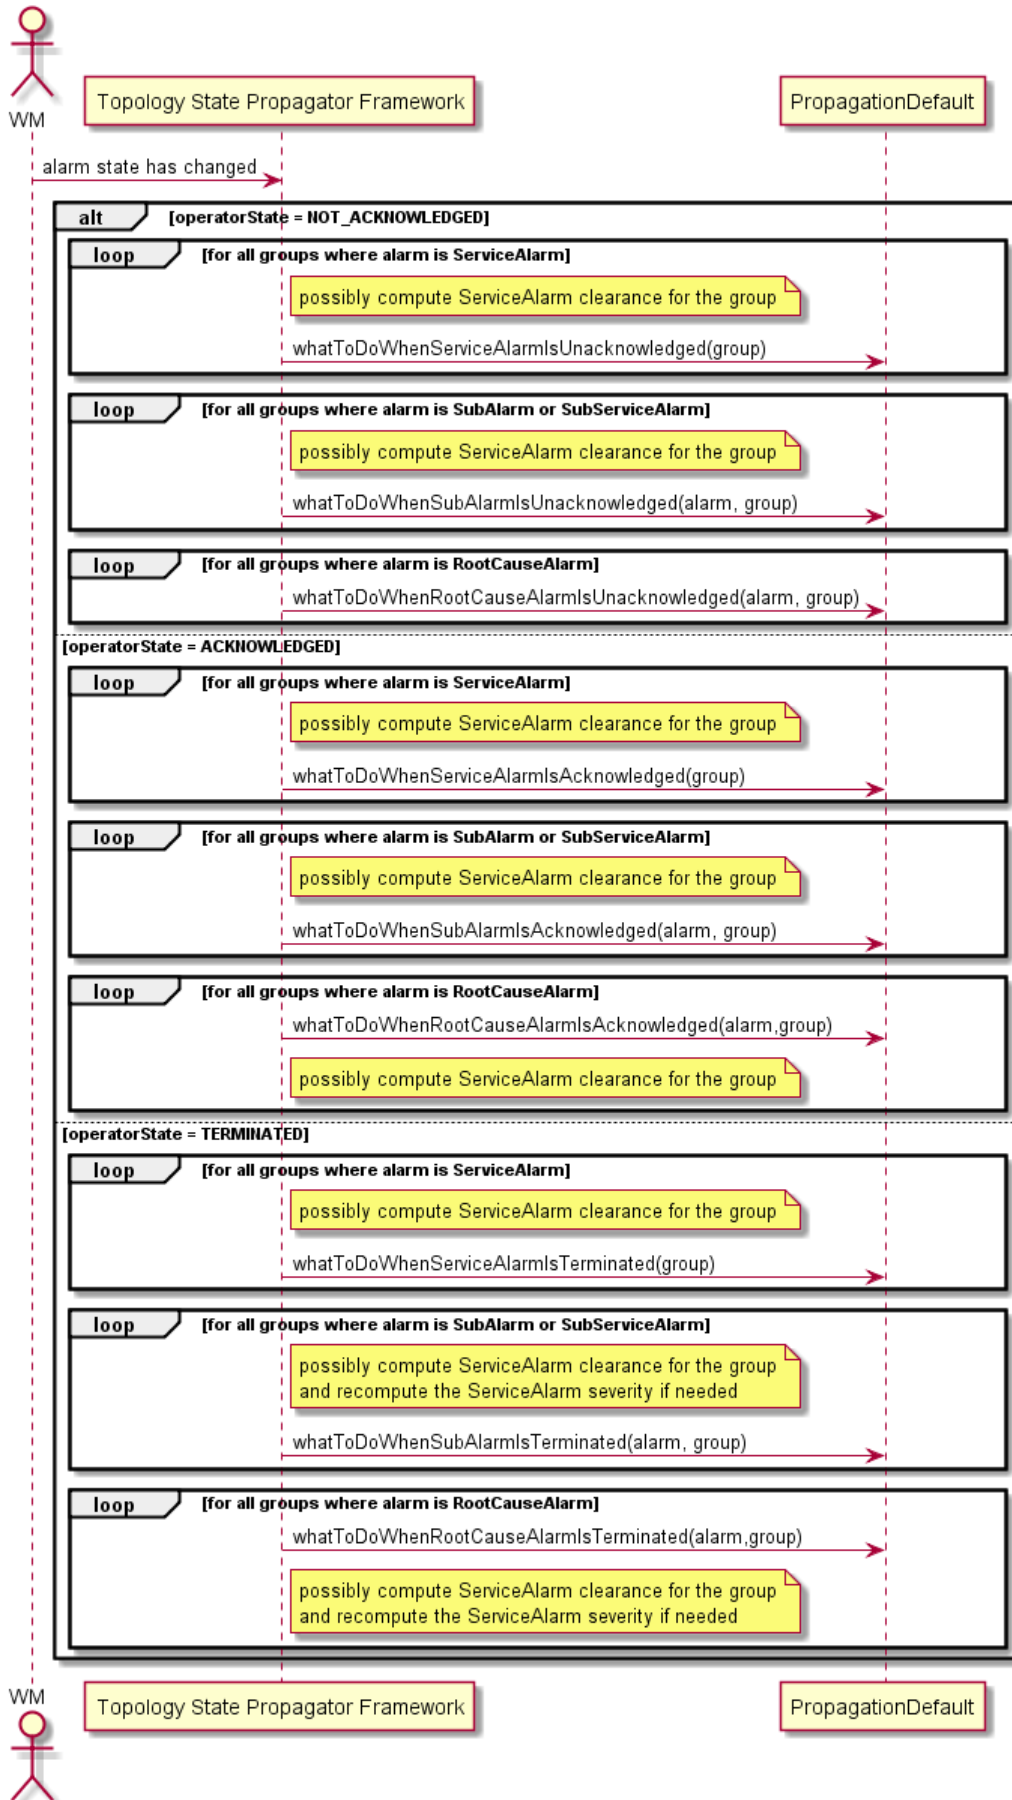 WM
Topology State Propagator Framework
PropagationDefault
alarm state has changed
alt
[operatorState = NOT_ACKNOWLEDGED]
loop
[for all groups where alarm is ServiceAlarm]
possibly compute ServiceAlarm clearance for the group
whatToDoWhenServiceAlarmIsUnacknowledged(group)
loop
[for all groups where alarm is SubAlarm or SubServiceAlarm]
possibly compute ServiceAlarm clearance for the group
whatToDoWhenSubAlarmIsUnacknowledged(alarm, group)
loop
[for all groups where alarm is RootCauseAlarm]
whatToDoWhenRootCauseAlarmIsUnacknowledged(alarm, group)
[operatorState = ACKNOWLEDGED]
loop
[for all groups where alarm is ServiceAlarm]
possibly compute ServiceAlarm clearance for the group
whatToDoWhenServiceAlarmIsAcknowledged(group)
loop
[for all groups where alarm is SubAlarm or SubServiceAlarm]
possibly compute ServiceAlarm clearance for the group
whatToDoWhenSubAlarmIsAcknowledged(alarm, group)
loop
[for all groups where alarm is RootCauseAlarm]
whatToDoWhenRootCauseAlarmIsAcknowledged(alarm,group)
possibly compute ServiceAlarm clearance for the group
[operatorState = TERMINATED]
loop
[for all groups where alarm is ServiceAlarm]
possibly compute ServiceAlarm clearance for the group
whatToDoWhenServiceAlarmIsTerminated(group)
loop
[for all groups where alarm is SubAlarm or SubServiceAlarm]
possibly compute ServiceAlarm clearance for the group
and recompute the ServiceAlarm severity if needed
whatToDoWhenSubAlarmIsTerminated(alarm, group)
loop
[for all groups where alarm is RootCauseAlarm]
whatToDoWhenRootCauseAlarmIsTerminated(alarm,group)
possibly compute ServiceAlarm clearance for the group
and recompute the ServiceAlarm severity if needed
WM
Topology State Propagator Framework
PropagationDefault